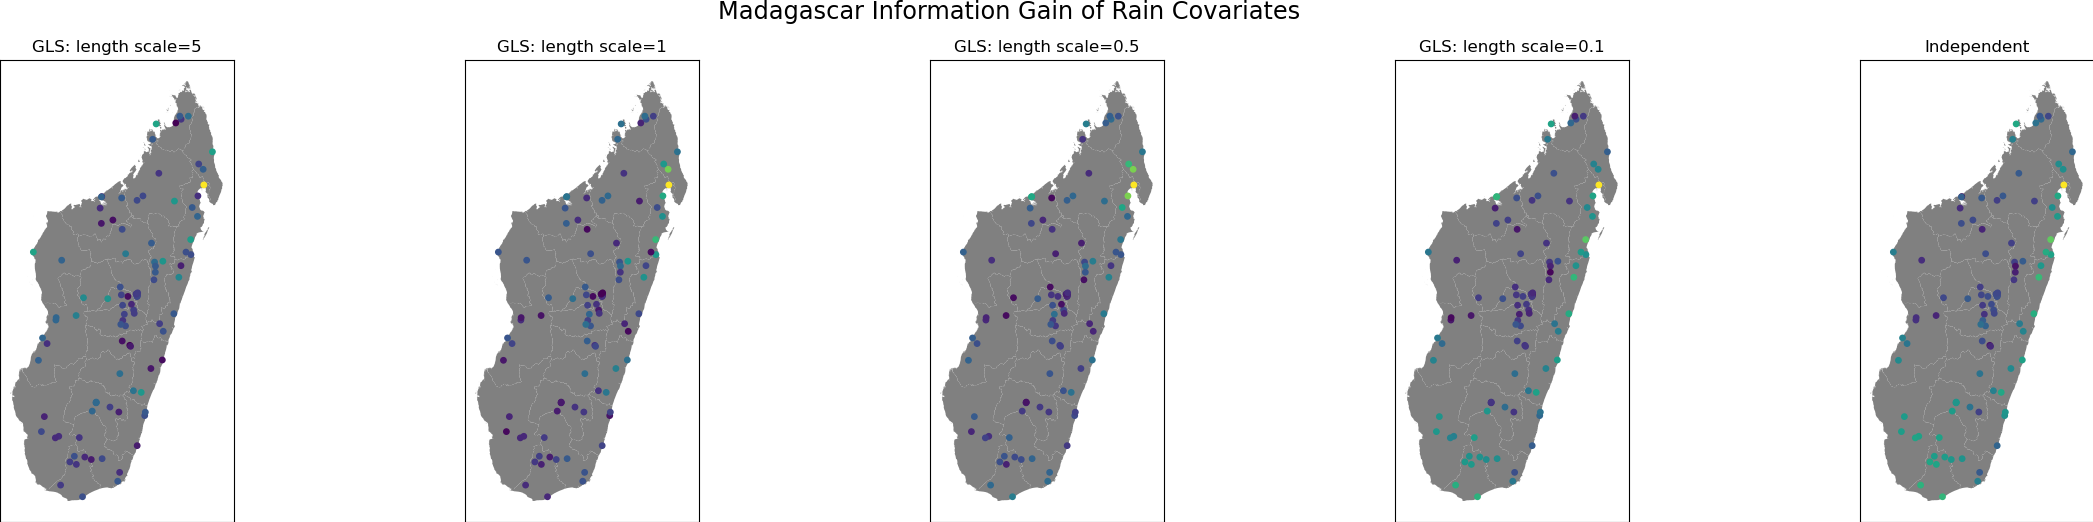 Madagascar Information Gain of Rain Covariates
GLS: length scale=5
GLS: length scale=1
GLS: length scale=0.5
GLS: length scale=0.1
Independent